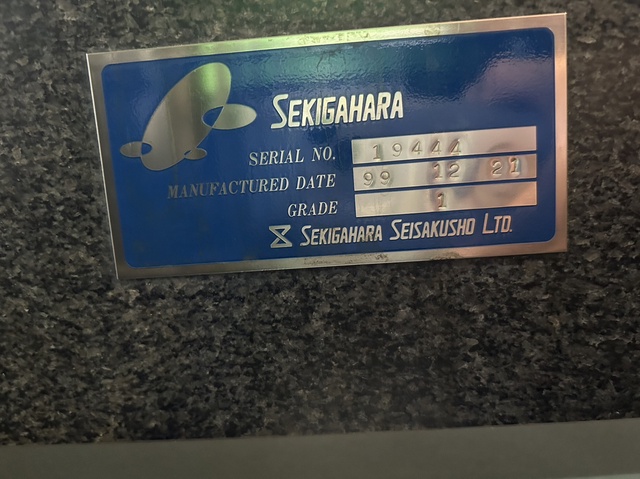 SEKIGAHARA
SERIAL NO. 19444
MANUFACTURED DATE 99 12 21
GRADE 1
SEKIGAHARA SEISAKUSHO LTD.